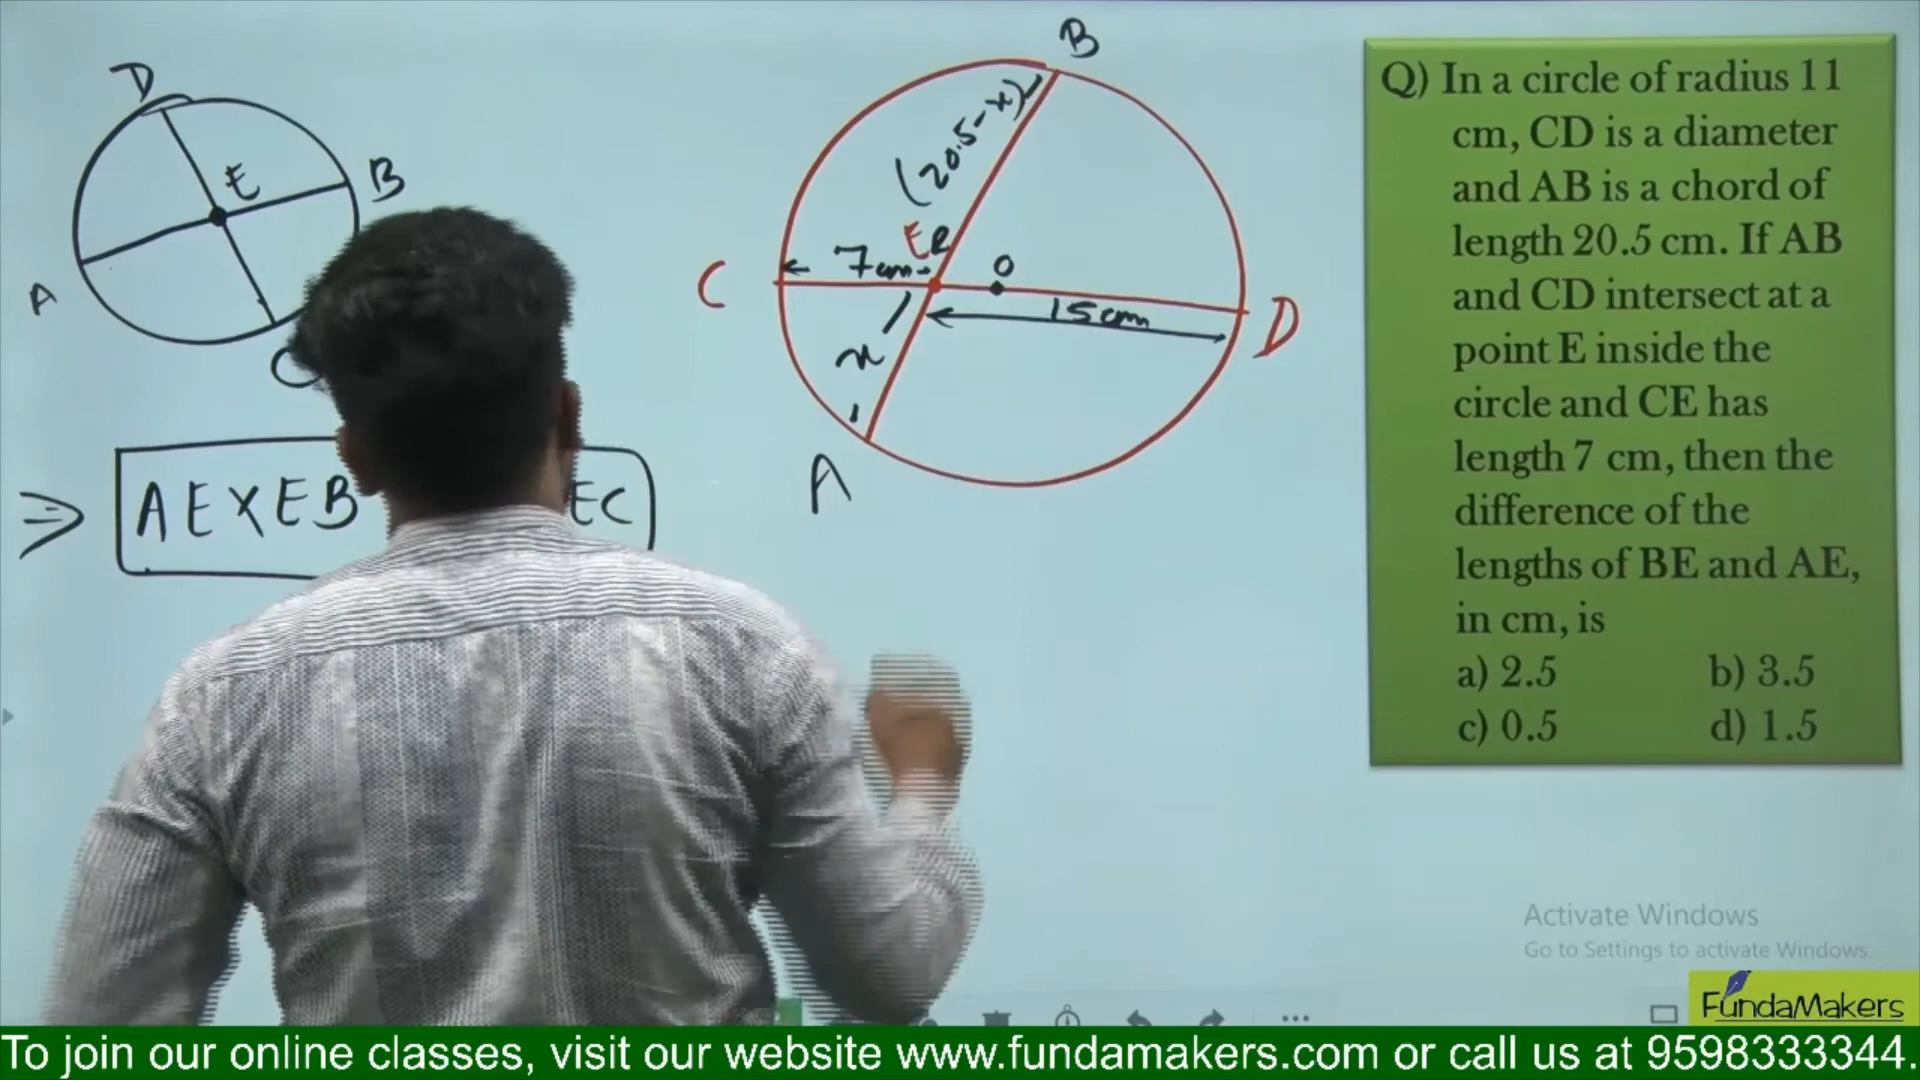 D
E
B
A
C
⇒ AEXEB EC
B
(20.5-x)
E
7cm
O
C
15cm
D
x
A
Q) In a circle of radius 11
cm, CD is a diameter
and AB is a chord of
length 20.5 cm. If AB
and CD intersect at a
point E inside the
circle and CE has
length 7 cm, then the
difference of the
lengths of BE and AE,
in cm, is
a) 2.5 b) 3.5
c) 0.5 d) 1.5
Activate Windows
Go to Settings to activate Windows.
FundaMakers
To join our online classes, visit our website www.fundamakers.com or call us at 9598333344.